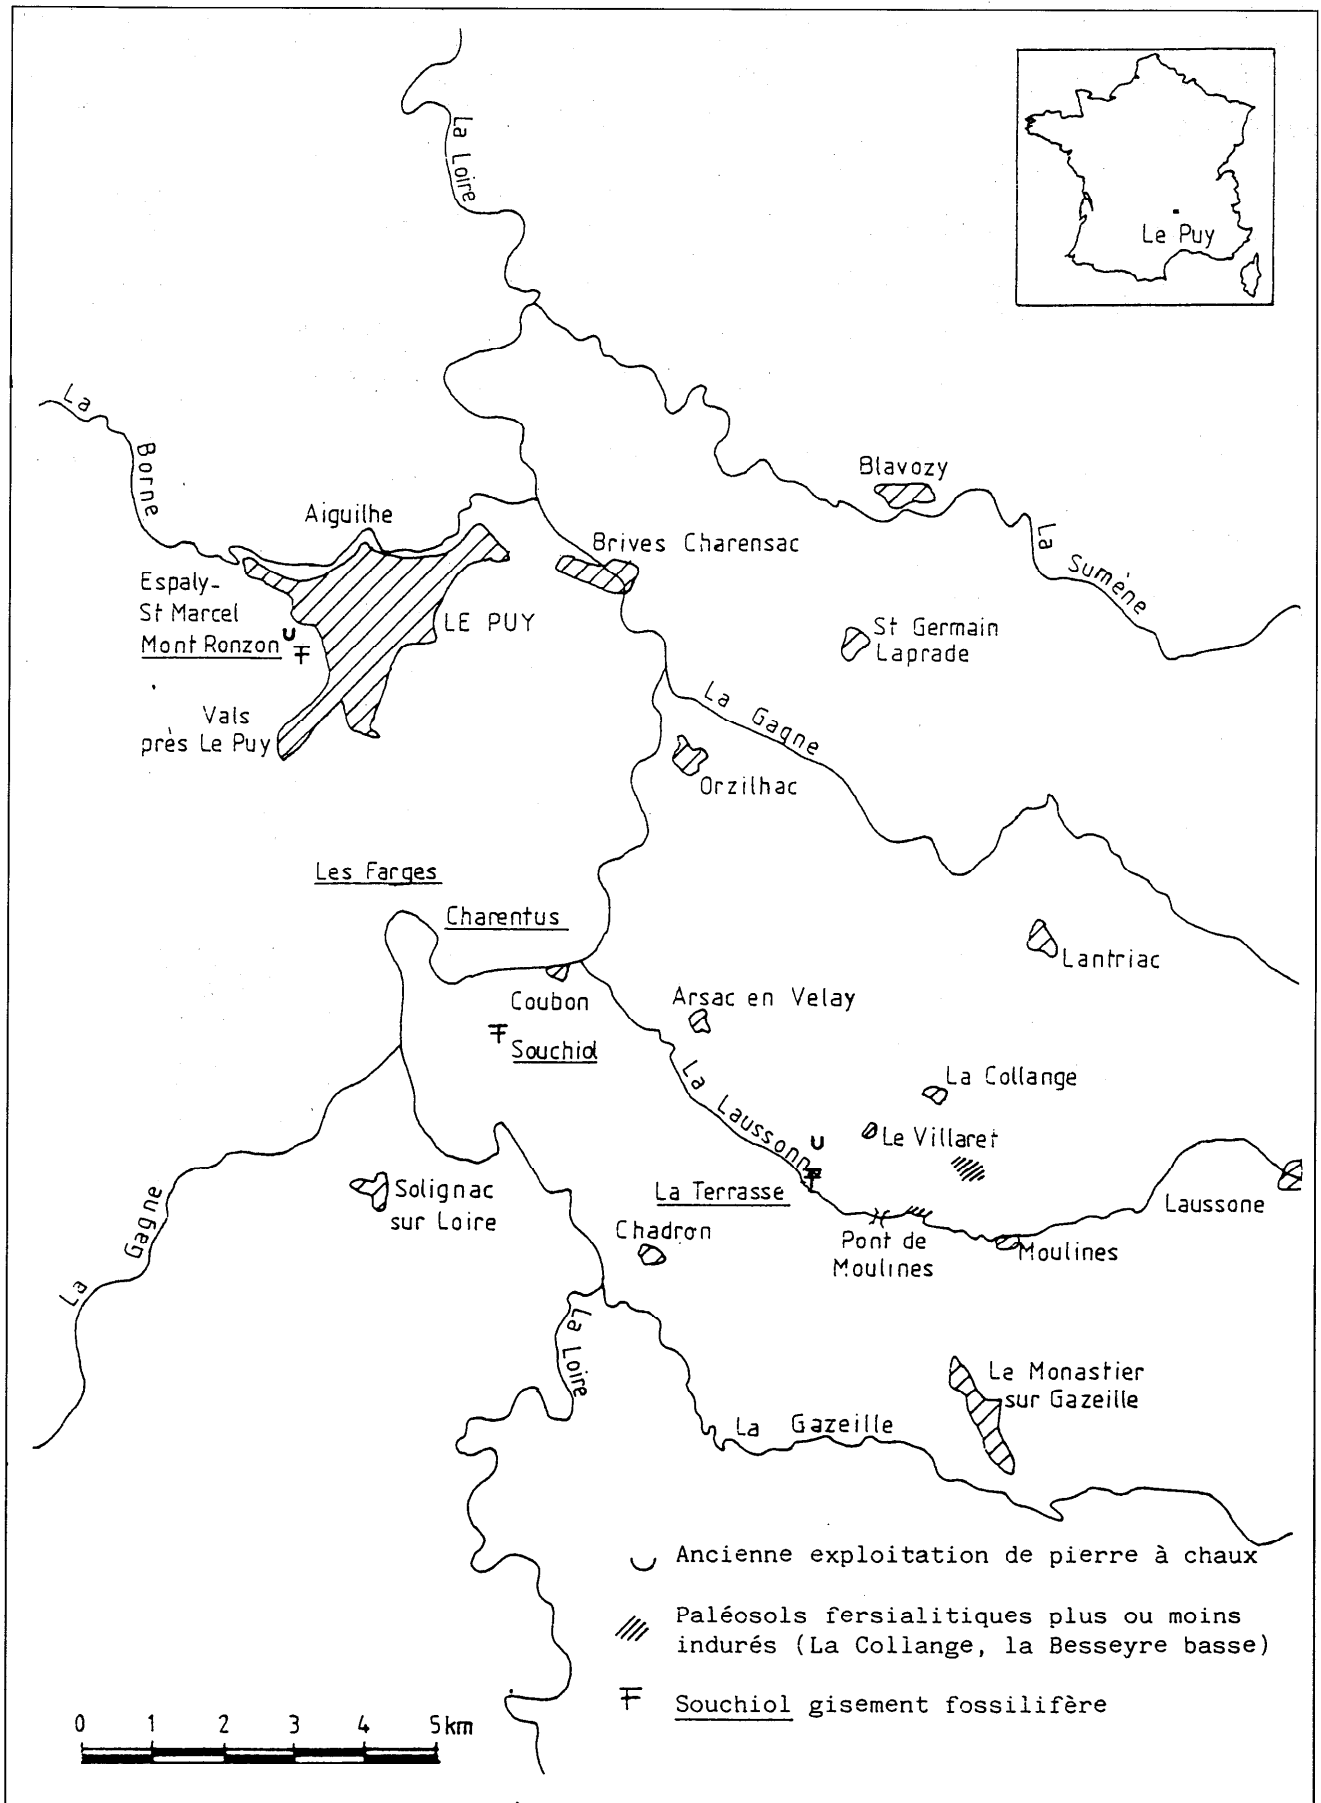 La Loire
Le Puy
La Borne
Blavozy
Aiguilhe
Brives Charensac
La Sumène
Espaly-
St Marcel
Mont Ronzon
LE PUY
St Germain
Laprade
Vals
près Le Puy
La Gagne
Orzilhac
Les Farges
Charentus
Lantriac
Coubon
Arsac en Velay
Souchiol
La Collange
La Laussonn
Le Villaret
La Terrasse
Solignac
sur Loire
Laussone
La Gagne
Chadron
Pont de
Moulines
Moulines
La Loire
Le Monastier
sur Gazeille
La Gazeille
Ancienne exploitation de pierre à chaux
Paléosols fersialitiques plus ou moins
indurés (La Collange, la Besseyre basse)
Souchiol gisement fossilifère
0 1 2 3 4 5km